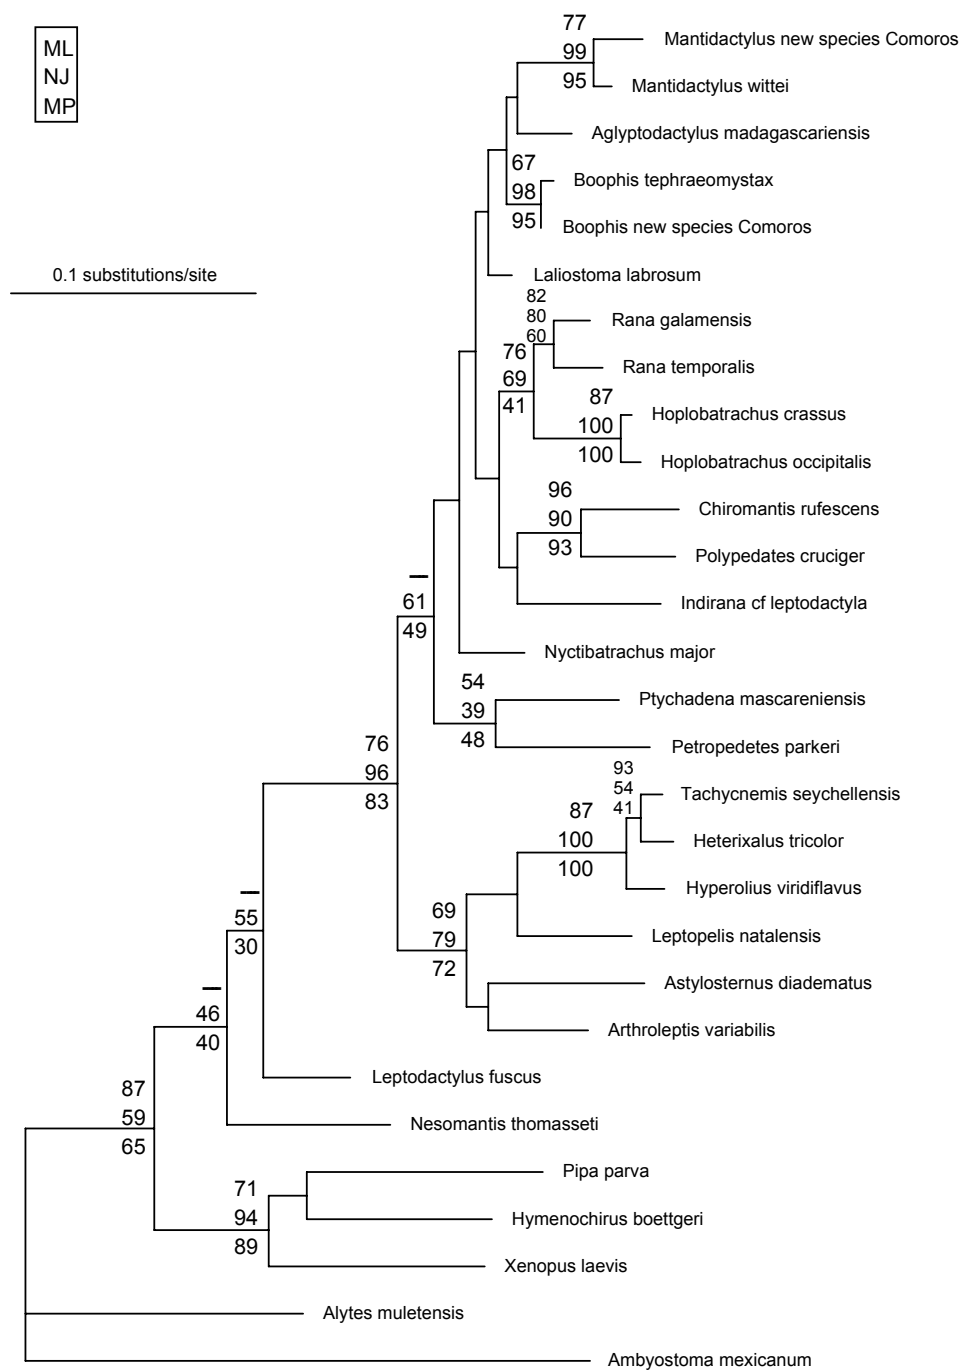 ML
NJ
MP
77
99
95
Mantidactylus new species Comoros
Mantidactylus wittei
Aglyptodactylus madagascariensis
67
98
95
Boophis tephraeomystax
Boophis new species Comoros
0.1 substitutions/site
Laliostoma labrosum
82
80
60
Rana galamensis
Rana temporalis
76
69
41
87
100
100
Hoplobatrachus crassus
Hoplobatrachus occipitalis
96
90
93
Chiromantis rufescens
Polypedates cruciger
Indirana cf leptodactyla
–
61
49
Nyctibatrachus major
54
39
48
Ptychadena mascareniensis
Petropedetes parkeri
76
96
83
93
54
41
Tachycnemis seychellensis
87
100
100
Heterixalus tricolor
Hyperolius viridiflavus
69
79
72
Leptopelis natalensis
Astylosternus diadematus
Arthroleptis variabilis
–
55
30
–
46
40
Leptodactylus fuscus
87
59
65
Nesomantis thomasseti
71
94
89
Pipa parva
Hymenochirus boettgeri
Xenopus laevis
Alytes muletensis
Ambyostoma mexicanum